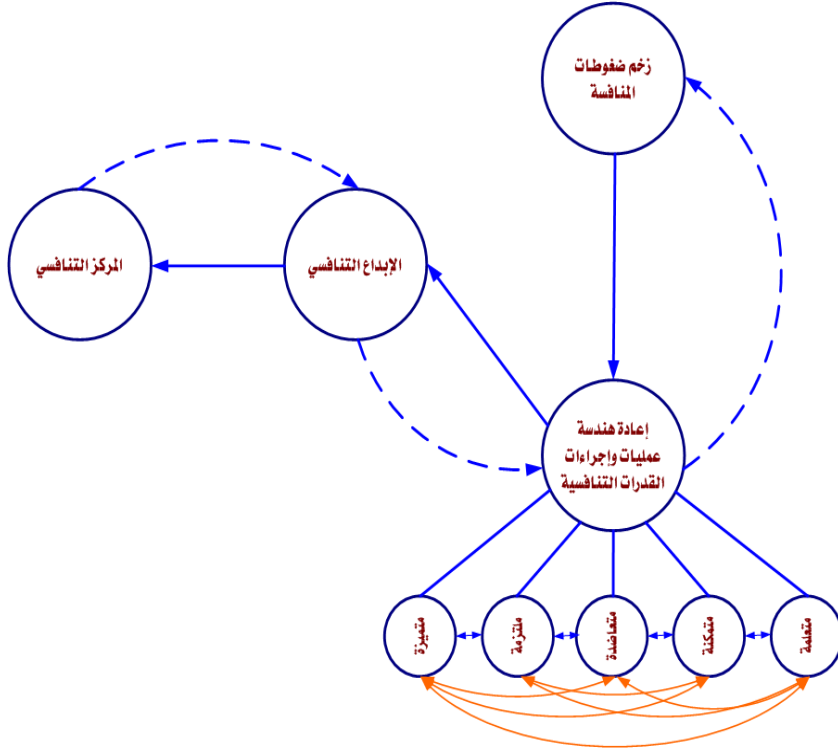 زخم ضغوطات
المنافسة
الإبداع التنافسي
المركز التنافسي
إعادة هندسة
عمليات وإجراءات
القدرات التنافسية
متعلمة
متمكنة
متعاضدة
ملتزمة
متميزة